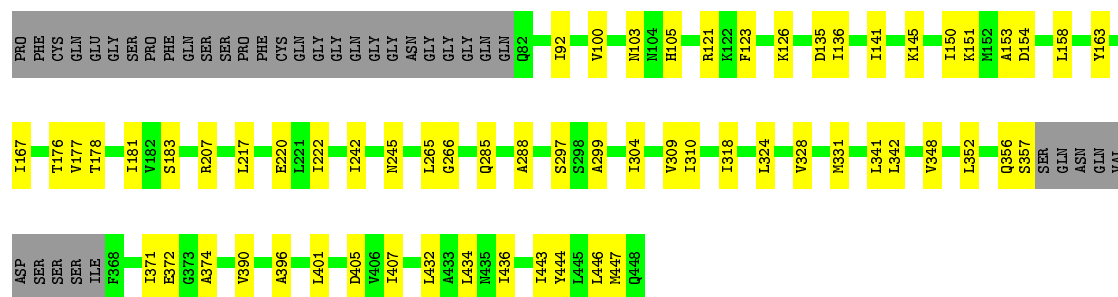 PRO PHE CYS GLN GLU GLY SER PRO PHE GLN SER SER PRO PHE CYS GLN GLY GLY GLN GLY GLY ASN GLY GLY GLN GLN Q82 I92 V100 N103 N104 H105 R121 K122 F123 K126 D135 I136 I141 K145 I150 K151 M152 A153 D154 L158 Y163
I167 T176 V177 T178 I181 V182 S183 R207 L217 E220 L221 I222 I242 N245 L265 G266 Q285 A288 S297 S298 A299 I304 V309 I310 I318 L324 V328 M331 L341 L342 V348 L352 Q356 S357 SER GLN ASN GLN VAL
ASP SER SER SER ILE F368 I371 E372 G373 A374 V390 A396 L401 D405 V406 I407 L432 A433 L434 N435 I436 I443 Y444 L445 L446 M447 Q448